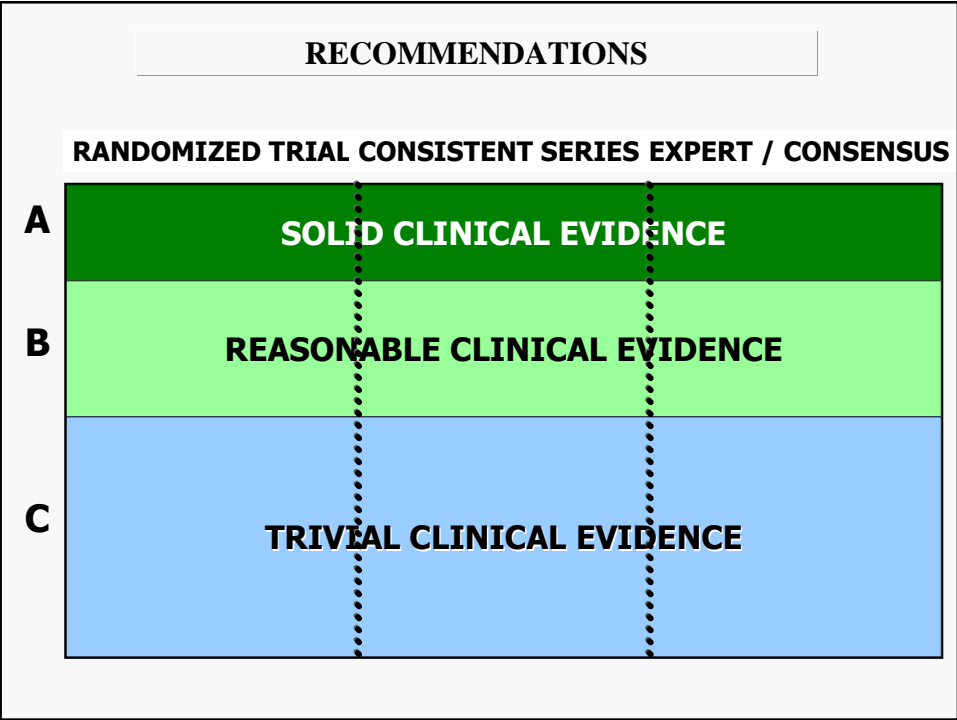 RECOMMENDATIONS
RANDOMIZED TRIAL CONSISTENT SERIES EXPERT / CONSENSUS
A
SOLID CLINICAL EVIDENCE
B
REASONABLE CLINICAL EVIDENCE
C
TRIVIAL CLINICAL EVIDENCE